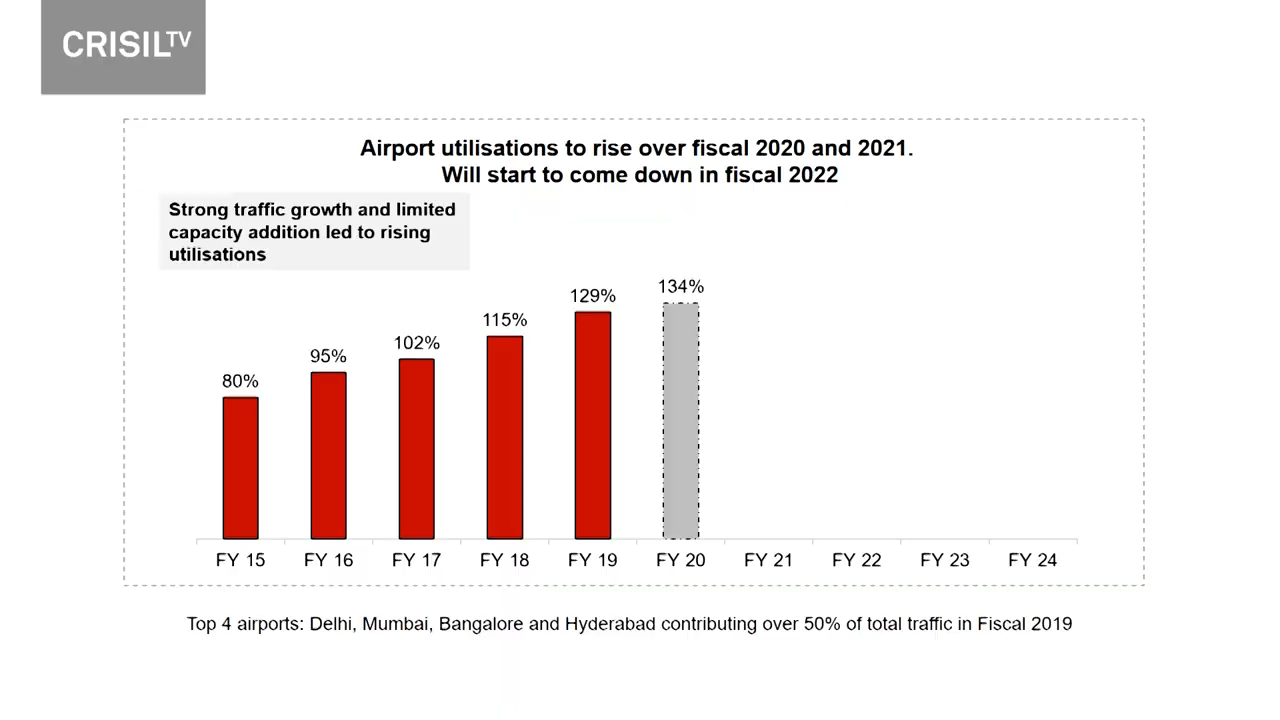 CRISIL TV
Airport utilisations to rise over fiscal 2020 and 2021.
Will start to come down in fiscal 2022
Strong traffic growth and limited
capacity addition led to rising
utilisations
80%
95%
102%
115%
129%
134%
FY 15
FY 16
FY 17
FY 18
FY 19
FY 20
FY 21
FY 22
FY 23
FY 24
Top 4 airports: Delhi, Mumbai, Bangalore and Hyderabad contributing over 50% of total traffic in Fiscal 2019